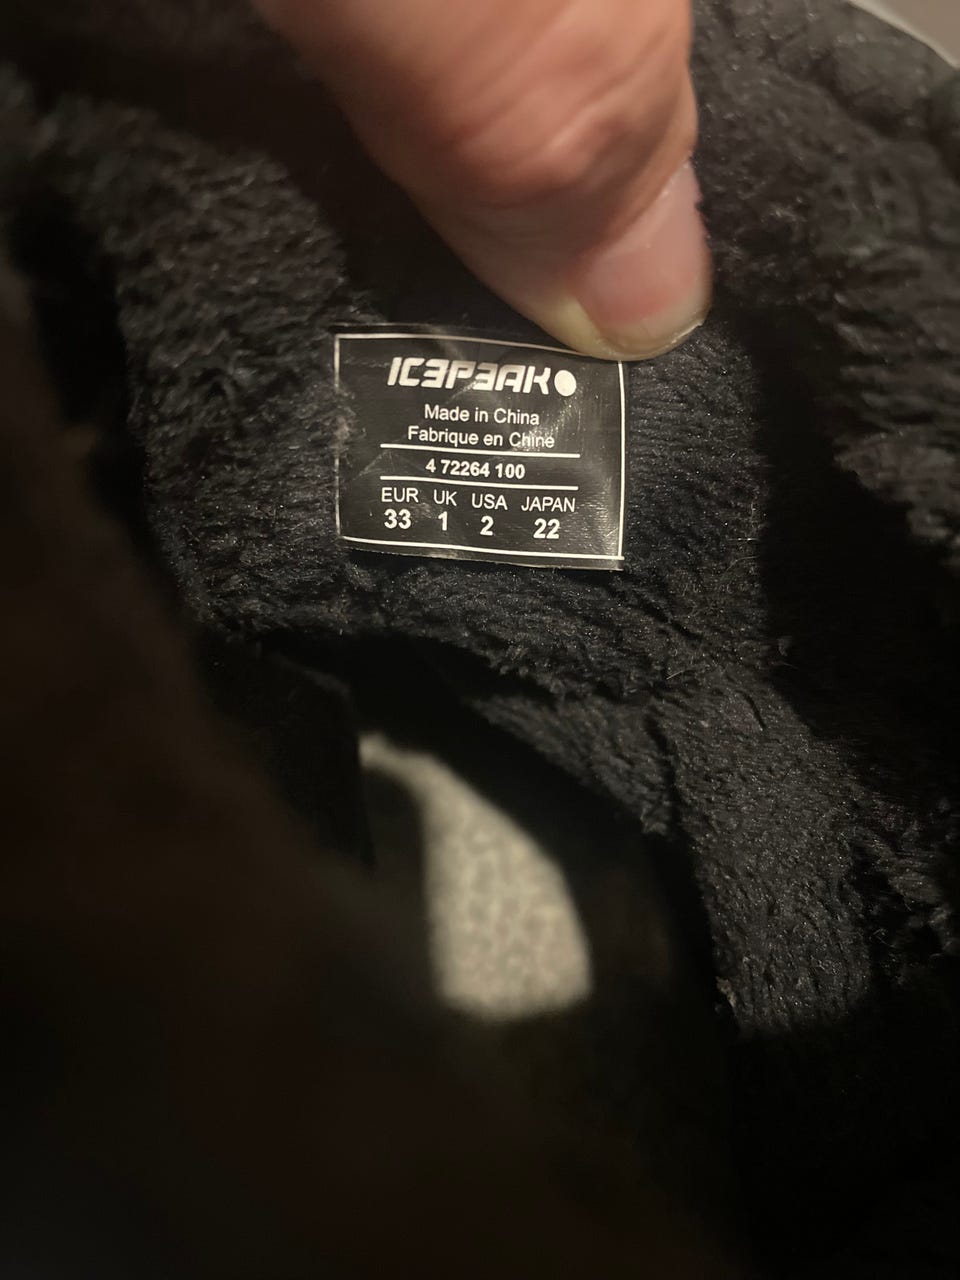 ICEPEAK
Made in China
Fabrique en Chine
4 72264 100
EUR UK USA JAPAN
33 1 2 22